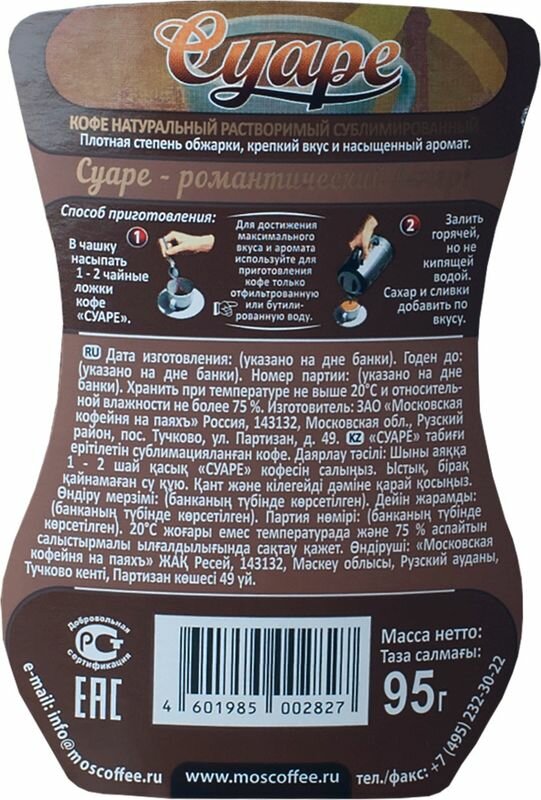 Суаре
КОФЕ НАТУРАЛЬНЫЙ РАСТВОРИМЫЙ СУБЛИМИРОВАННЫЙ
Плотная степень обжарки, крепкий вкус и насыщенный аромат.
Суаре - романтический
Способ приготовления:
1
В чашку
насыпать
1 - 2 чайные
ложки
кофе
«СУАРЕ».
Для достижения
максимального
вкуса и аромата
используйте для
приготовления
кофе только
отфильтрованную
или бутили-
рованную воду.
2
Залить
горячей,
но не
кипящей
водой.
Сахар и сливки
добавить по
вкусу.
RU Дата изготовления: (указано на дне банки). Годен до:
(указано на дне банки). Номер партии: (указано на дне
банки). Хранить при температуре не выше 20°С и относитель-
ной влажности не более 75 %. Изготовитель: ЗАО «Московская
кофейня на паяхъ» Россия, 143132, Московская обл., Рузский
район, пос. Тучково, ул. Партизан, д. 49. KZ «СУАРЕ» табиғи
ерітілетін сублимацияланған кофе. Даярлау тәсілі: Шыны аяққа
1 - 2 шай қасық «СУАРЕ» кофесін салыңыз. Ыстық, бірақ
қайнамаған су құю. Қант және кілегейді дәміне қарай қосыңыз.
Өндіру мерзімі: (банканың түбінде көрсетілген). Дейін жарамды:
(банканың түбінде көрсетілген). Партия нөмірі: (банканың түбінде
көрсетілген). 20°С жоғары емес температурада және 75 % аспайтын
салыстырмалы ылғалдылығында сақтау қажет. Өндіруші: «Московская
кофейня на паяхъ» ЖАҚ Ресей, 143132, Мәскеу облысы, Рузский ауданы,
Тучково кенті, Партизан көшесі 49 үй.
Добровольная
РСТ
сертификация
EAC
4 601985 002827
Масса нетто:
Таза салмағы:
95г
e-mail: info@moscoffee.ru
www.moscoffee.ru
тел./факс: +7 (495) 232-30-22